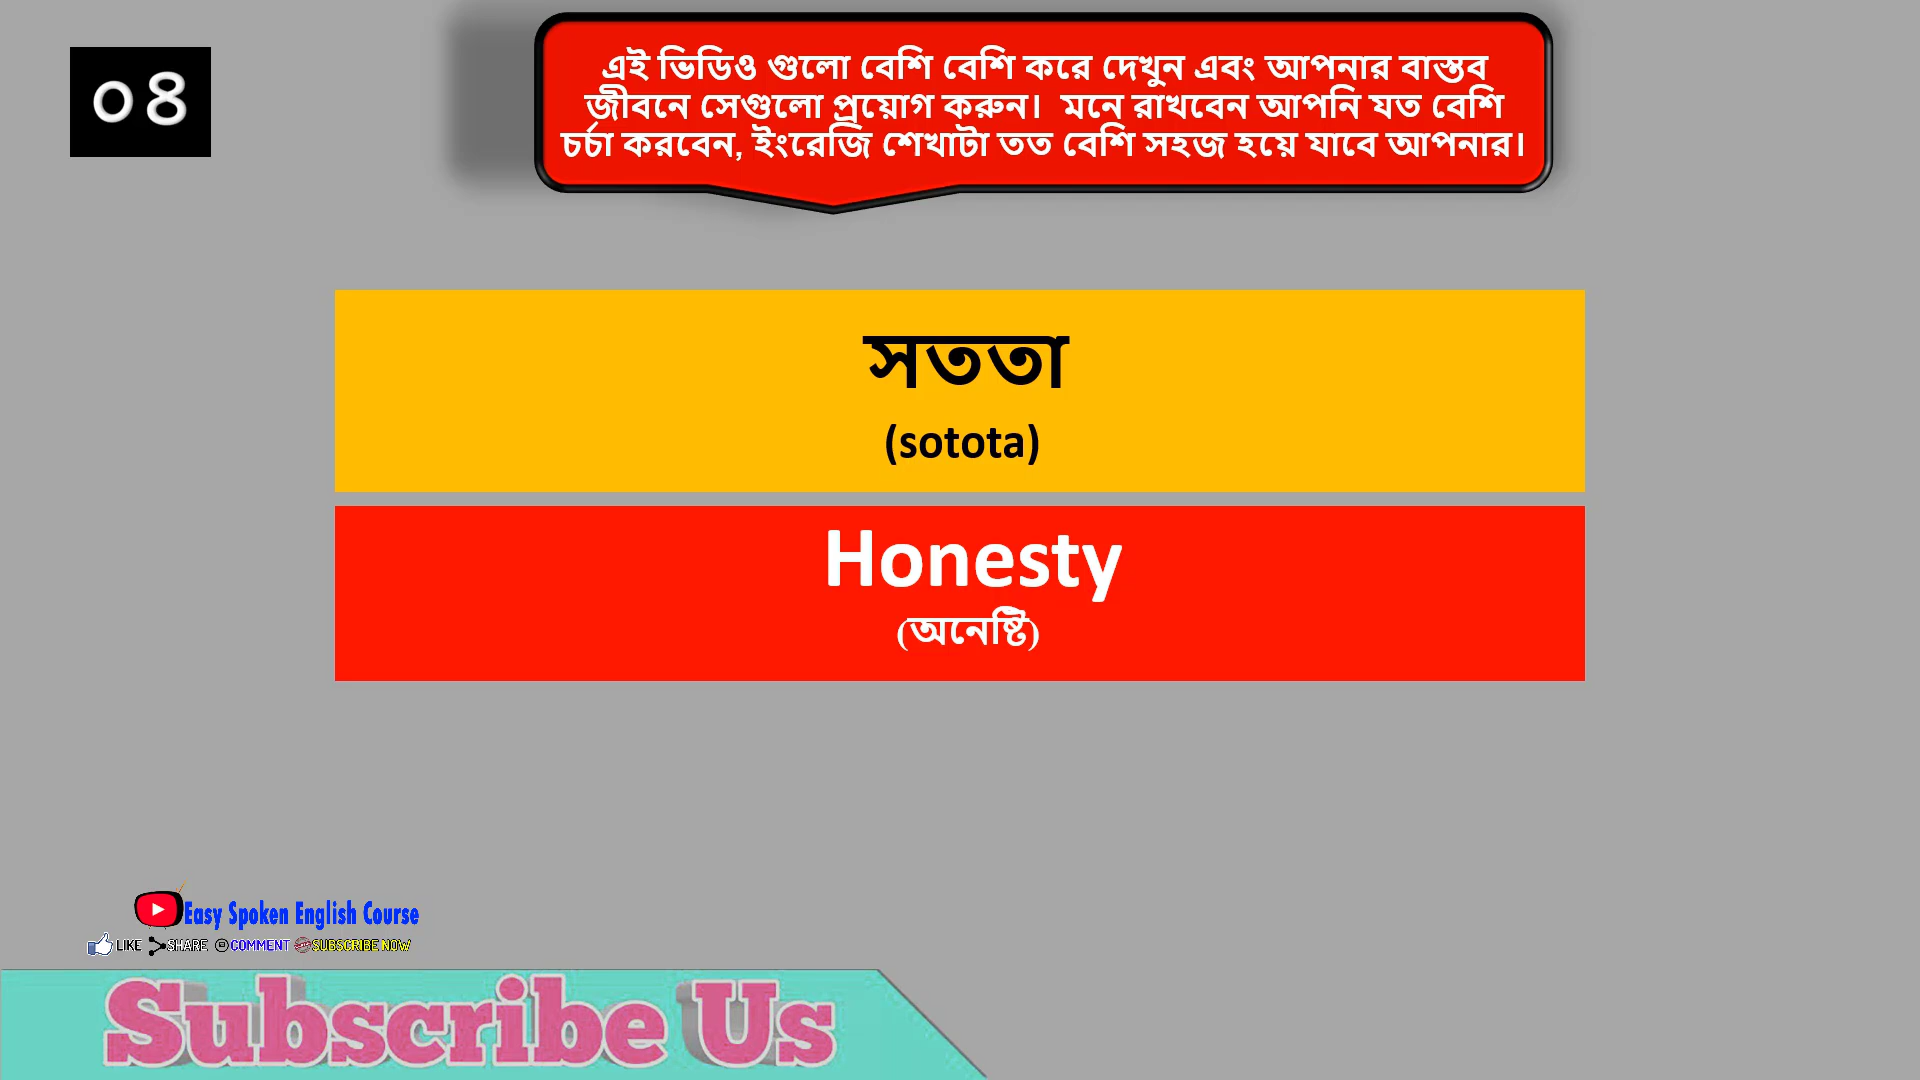 08
এই ভিডিও গুলো বেশি বেশি করে দেখুন এবং আপনার বাস্তব
জীবনে সেগুলো প্রয়োগ করুন। মনে রাখবেন আপনি যত বেশি
চর্চা করবেন, ইংরেজি শেখাটা তত বেশি সহজ হয়ে যাবে আপনার।
সততা
(sotota)
Honesty
(অনেষ্টি)
Easy Spoken English Course
LIKE SHARE COMMENT SUBSCRIBE NOW
Subscribe Us